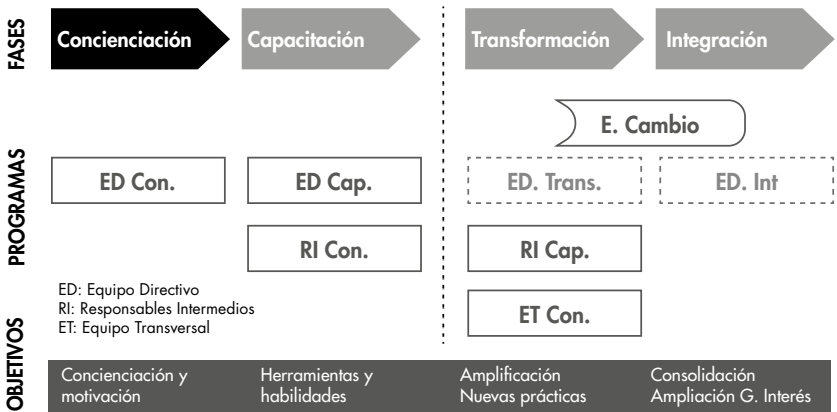 FASES
Concienciación
Capacitación
Transformación
Integración
PROGRAMAS
E. Cambio
ED Con.
ED Cap.
ED. Trans.
ED. Int
RI Con.
RI Cap.
ET Con.
ED: Equipo Directivo
RI: Responsables Intermedios
ET: Equipo Transversal
OBJETIVOS
Concienciación y
motivación
Herramientas y
habilidades
Amplificación
Nuevas prácticas
Consolidación
Ampliación G. Interés